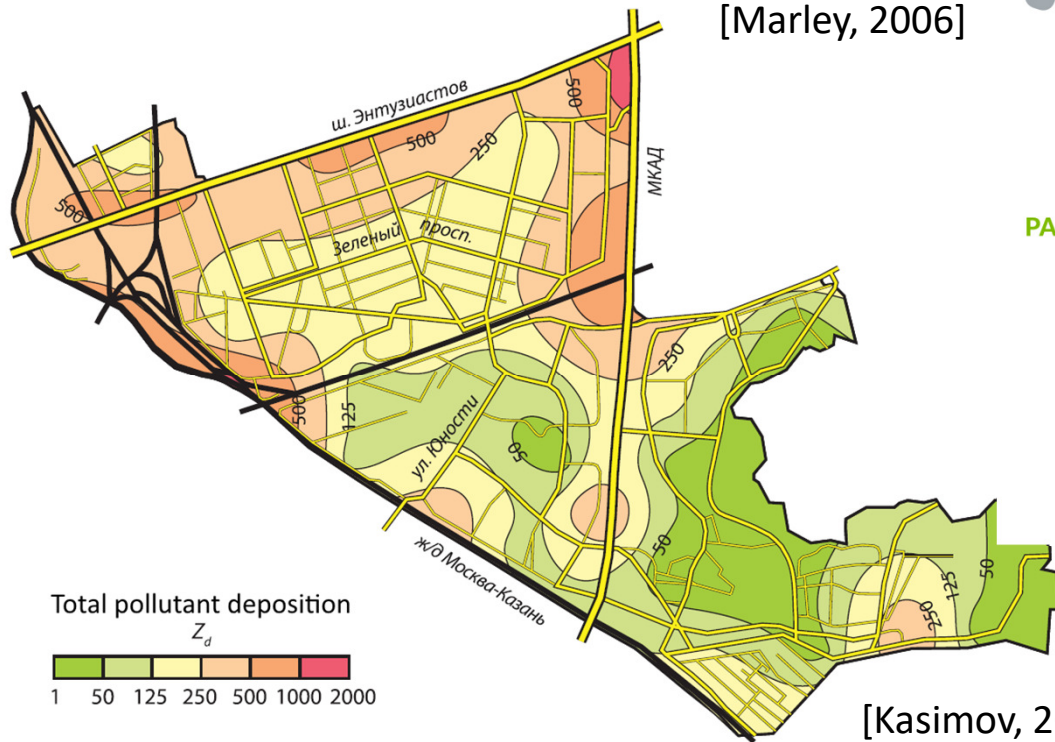 [Marley, 2006]
ш. Энтузиастов
500
250
500
МКАД
500
PA
Зеленый просп.
250
500
125
ул. Юности
50
50
ж/д Москва-Казань
250
125
50
Total pollutant deposition
Zd
1 50 125 250 500 1000 2000
[Kasimov, 2